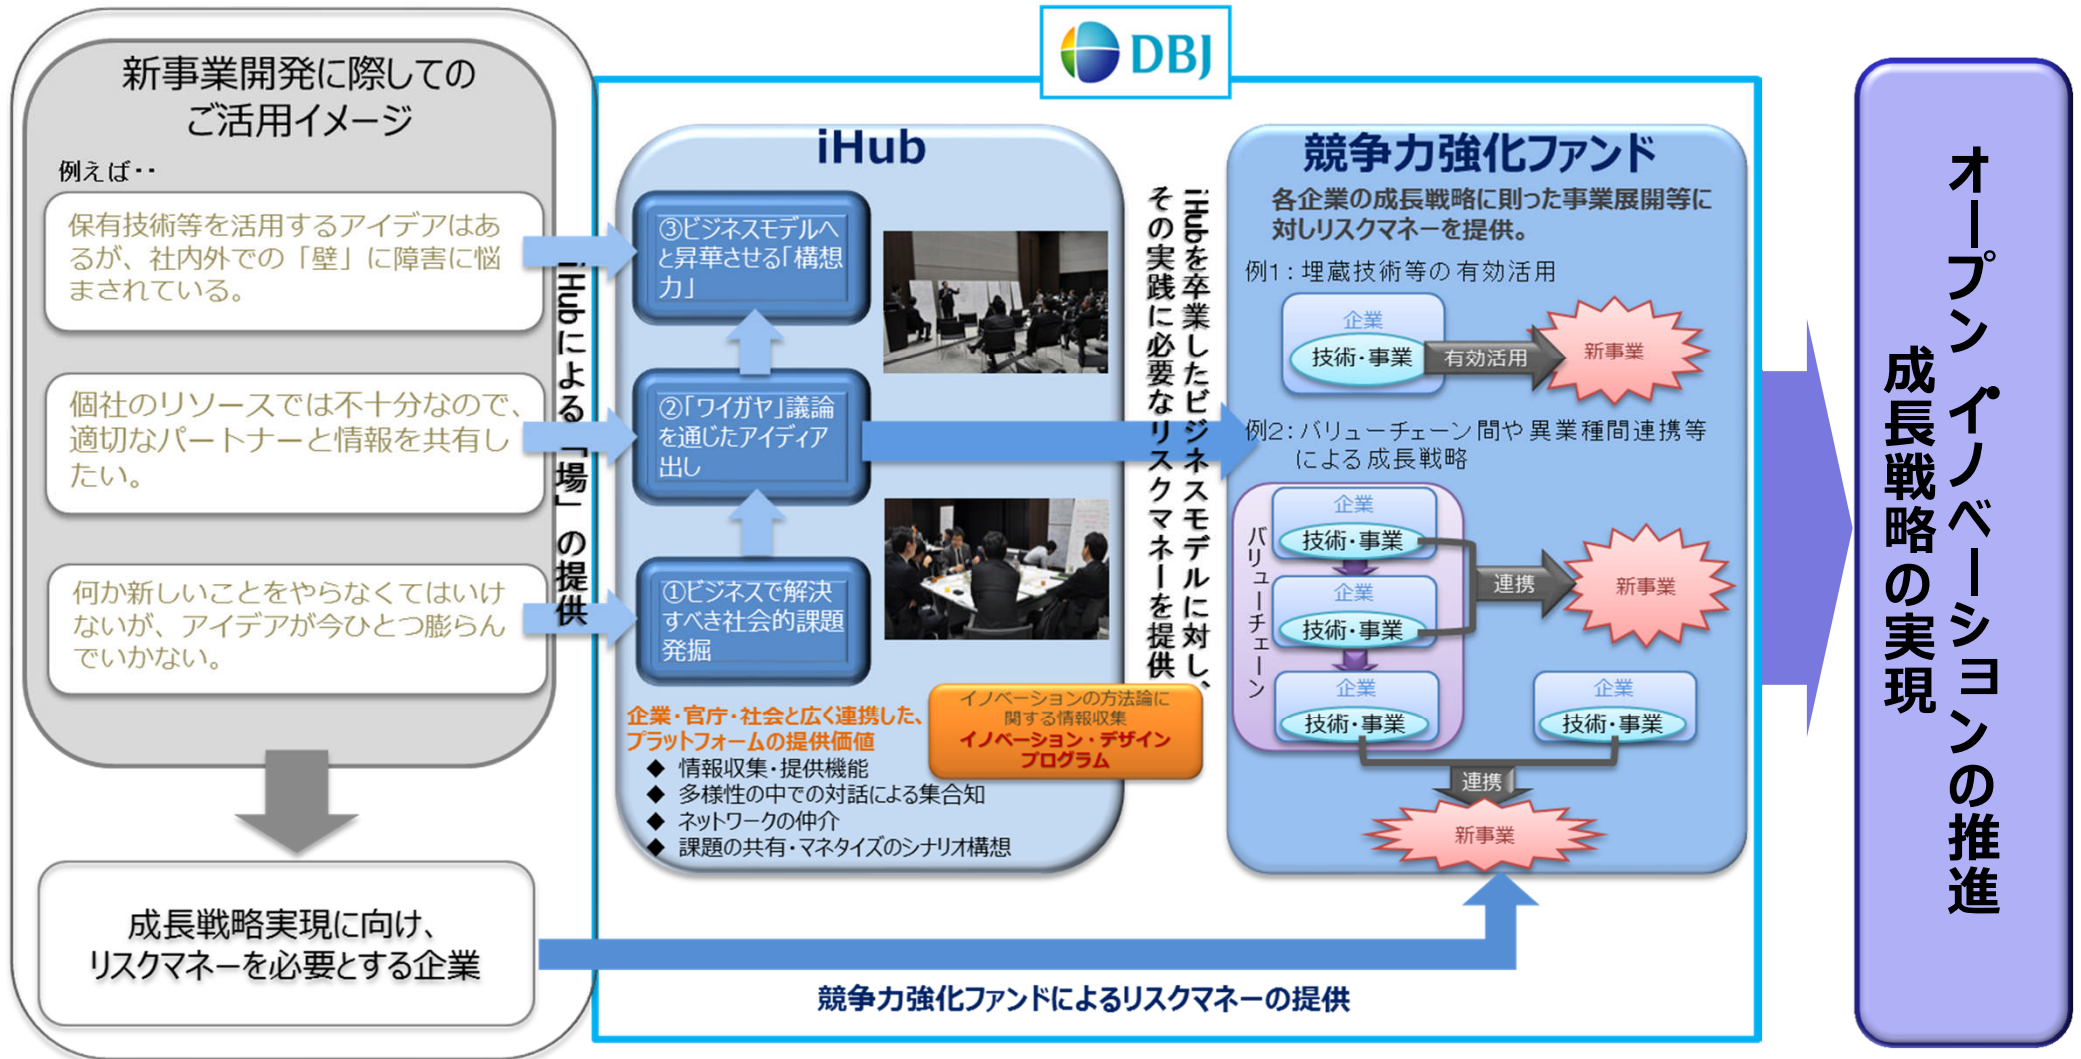 DBJ
新事業開発に際しての
ご活用イメージ
例えば‥
保有技術等を活用するアイデアはあ
るが、社内外での「壁」に障害に悩
まされている。
個社のリソースでは不十分なので、
適切なパートナーと情報を共有し
たい。
何か新しいことをやらなくてはいけ
ないが、アイデアが今ひとつ膨らん
でいかない。
成長戦略実現に向け、
リスクマネーを必要とする企業
iHubによる「場」の提供
iHub
③ビジネスモデルへ
と昇華させる「構想
力」
②「ワイガヤ」議論
を通じたアイディア
出し
①ビジネスで解決
すべき社会的課題
発掘
企業・官庁・社会と広く連携した、
プラットフォームの提供価値
◆ 情報収集・提供機能
◆ 多様性の中での対話による集合知
◆ ネットワークの仲介
◆ 課題の共有・マネタイズのシナリオ構想
イノベーションの方法論に
関する情報収集
イノベーション・デザイン
プログラム
iHubを卒業したビジネスモデルに対し、
その実践に必要なリスクマネーを提供
競争力強化ファンド
各企業の成長戦略に則った事業展開等に
対しリスクマネーを提供。
例1:埋蔵技術等の有効活用
企業
技術・事業
有効活用
新事業
例2:バリューチェーン間や異業種間連携等
による成長戦略
バリューチェーン
企業
技術・事業
企業
技術・事業
連携
新事業
企業
技術・事業
企業
技術・事業
連携
新事業
競争力強化ファンドによるリスクマネーの提供
オープン・イノベーションの推進
成長戦略の実現